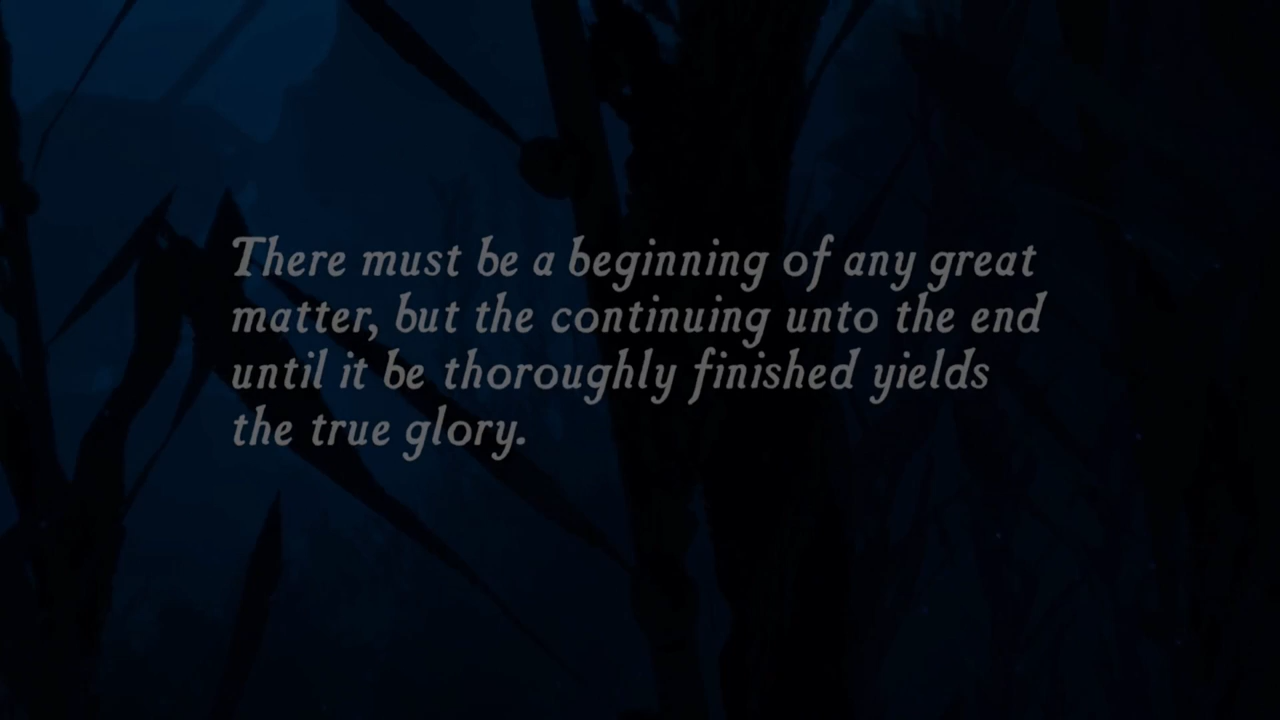 There must be a beginning of any great
matter, but the continuing unto the end
until it be thoroughly finished yields
the true glory.